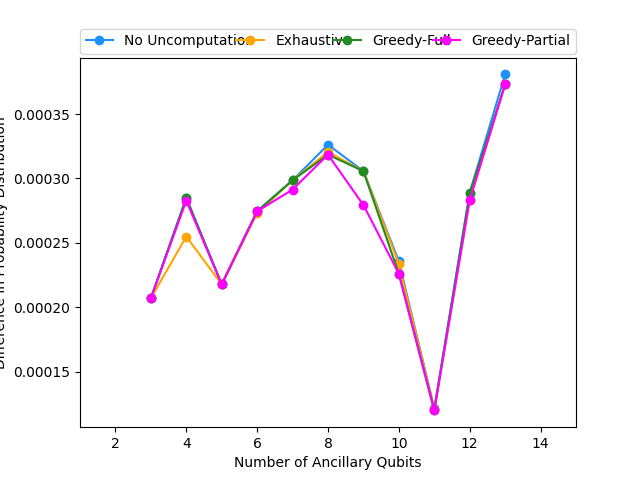 No Uncomputation Exhaustive Greedy-Full Greedy-Partial
Difference in Probability Distribution
0.00035
0.00030
0.00025
0.00020
0.00015
2 4 6 8 10 12 14
Number of Ancillary Qubits